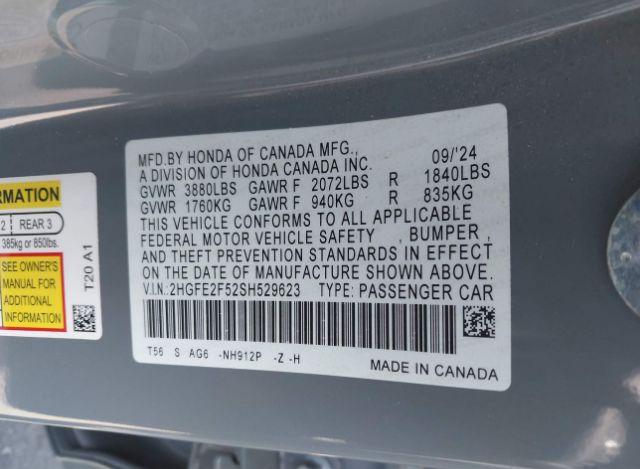 MFD.BY HONDA OF CANADA MFG., 09/'24
A DIVISION OF HONDA CANADA INC.
GVWR 3880LBS GAWR F 2072LBS R 1840LBS
GVWR 1760KG GAWR F 940KG R 835KG
THIS VEHICLE CONFORMS TO ALL APPLICABLE
FEDERAL MOTOR VEHICLE SAFETY , BUMPER ,
AND THEFT PREVENTION STANDARDS IN EFFECT
ON THE DATE OF MANUFACTURE SHOWN ABOVE.
V.I.N.:2HGFE2F52SH529623 TYPE: PASSENGER CAR
T56 S AG6 -NH912P -Z -H
MADE IN CANADA
RMATION
2 REAR 3
385kg or 850lbs.
SEE OWNER'S
MANUAL FOR
ADDITIONAL
INFORMATION
T20 A1